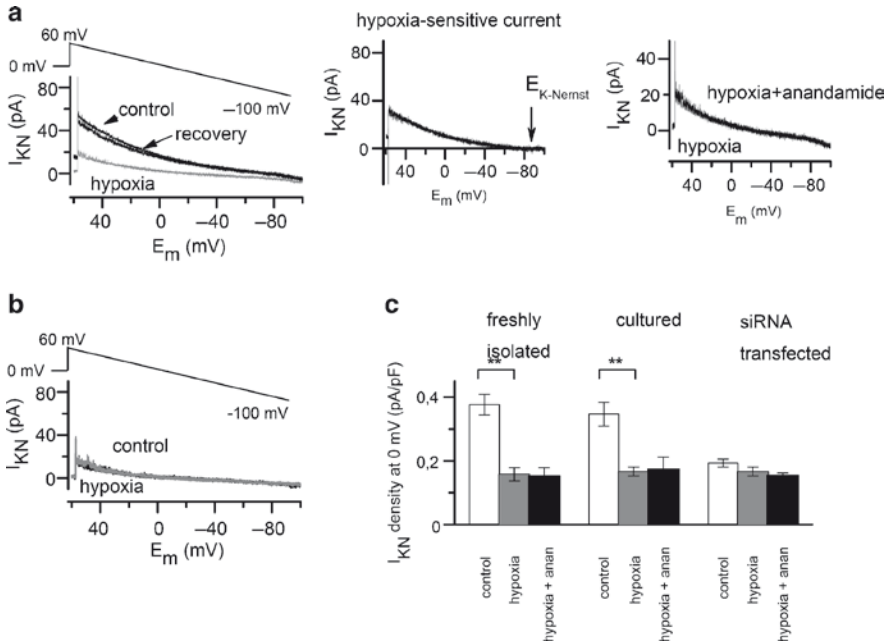 a
60 mV
0 mV
−100 mV
80
40
0
I_KN (pA)
control
recovery
hypoxia
40 0 −40 −80
E_m (mV)
hypoxia-sensitive current
80
40
0
I_KN (pA)
E_K-Nernst
40 0 −40 −80
E_m (mV)
40
20
0
I_KN (pA)
hypoxia+anandamide
hypoxia
40 0 −40 −80
E_m (mV)
b
60 mV
0 mV
-100 mV
80
40
0
I_KN (pA)
control
hypoxia
40 0 −40 −80
E_m (mV)
c
freshly isolated
cultured
siRNA transfected
** **
I_KN density at 0 mV (pA/pF)
0,4
0,2
0
control
hypoxia
hypoxia + anan
control
hypoxia
hypoxia + anan
control
hypoxia
hypoxia + anan